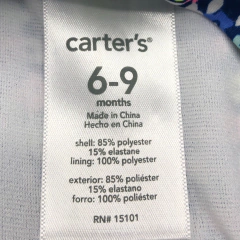 carter's®
6-9
months
Made in China
Hecho en China
shell: 85% polyester
15% elastane
lining: 100% polyester
exterior: 85% poliéster
15% elastano
forro: 100% poliéster
RN# 15101